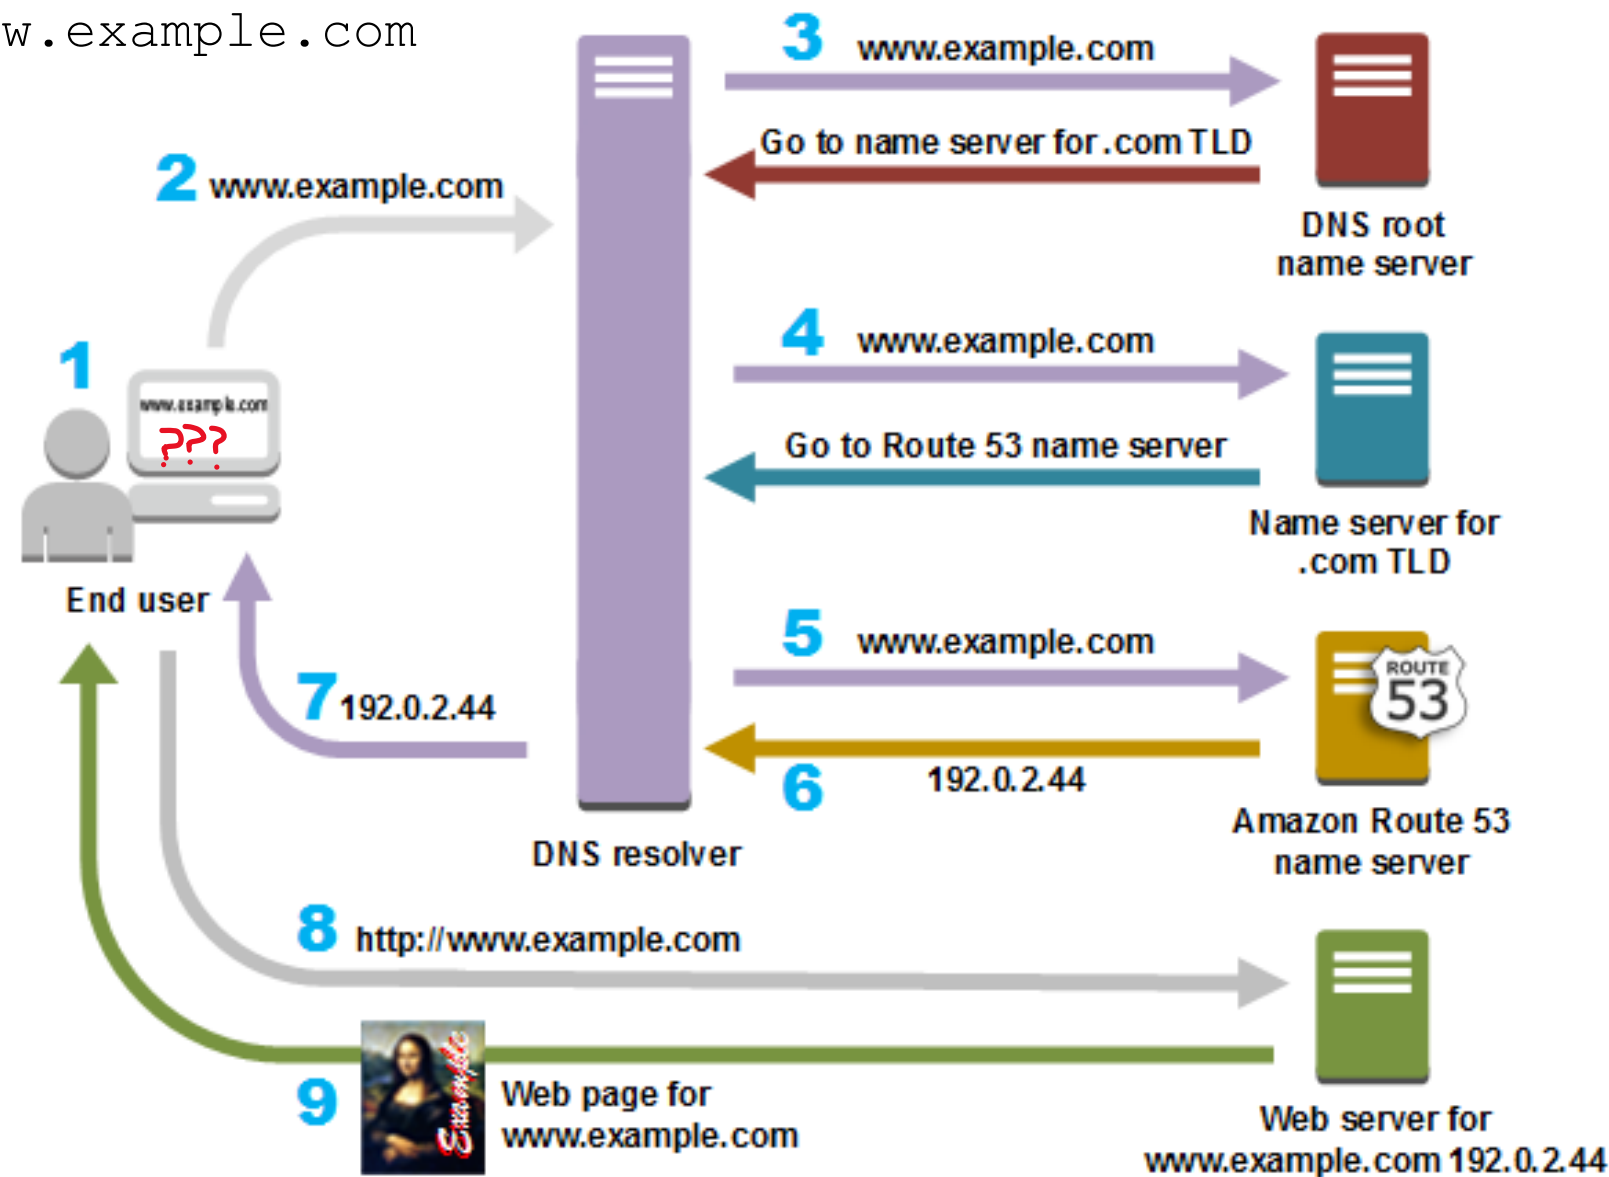 w.example.com
3
www.example.com
Go to name server for .com TLD
DNS root
name server
2
www.example.com
1
www.example.com
???
End user
4
www.example.com
Go to Route 53 name server
Name server for
.com TLD
5
www.example.com
ROUTE
53
6
192.0.2.44
Amazon Route 53
name server
7
192.0.2.44
DNS resolver
8
http://www.example.com
9
Example
Web page for
www.example.com
Web server for
www.example.com 192.0.2.44